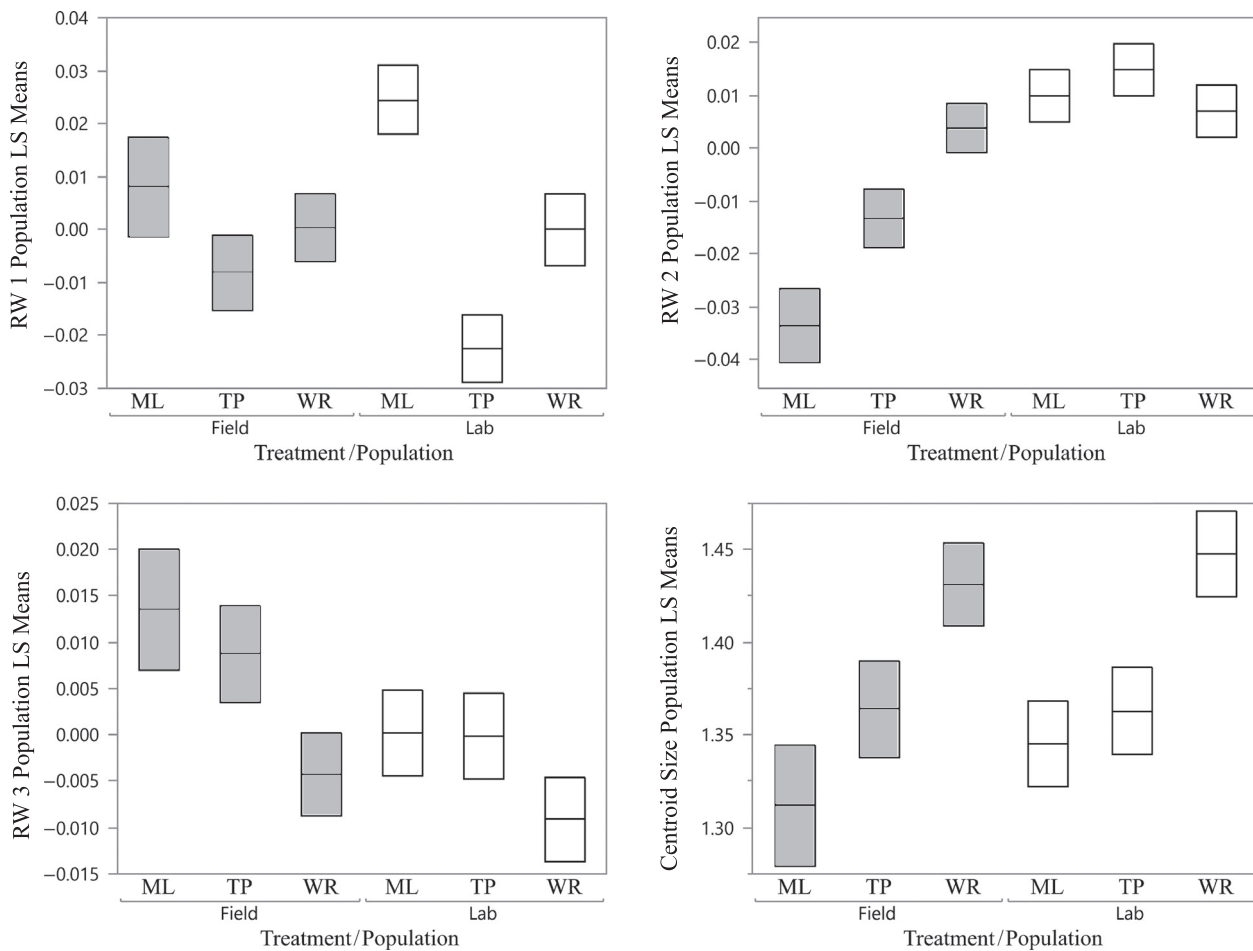 RW 1 Population LS Means
0.04
0.03
0.02
0.01
0.00
−0.01
−0.02
−0.03
ML TP WR ML TP WR
Field Lab
Treatment/Population
RW 2 Population LS Means
0.02
0.01
0.00
−0.01
−0.02
−0.03
−0.04
ML TP WR ML TP WR
Field Lab
Treatment/Population
RW 3 Population LS Means
0.025
0.020
0.015
0.010
0.005
0.000
−0.005
−0.010
−0.015
ML TP WR ML TP WR
Field Lab
Treatment/Population
Centroid Size Population LS Means
1.45
1.40
1.35
1.30
ML TP WR ML TP WR
Field Lab
Treatment/Population